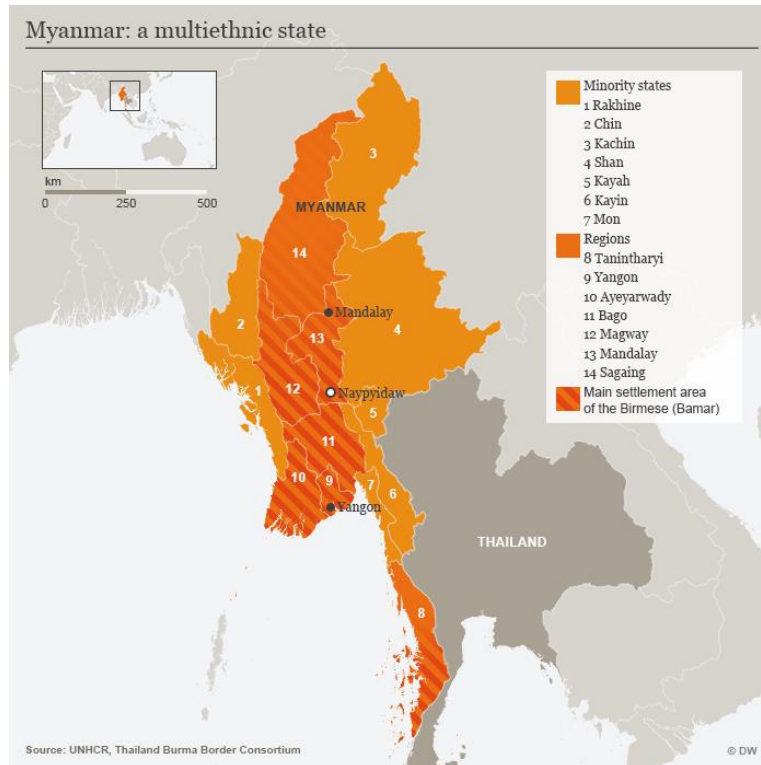 Myanmar: a multiethnic state
km
0 250 500
Minority states
1 Rakhine
2 Chin
3 Kachin
4 Shan
5 Kayah
6 Kayin
7 Mon
Regions
8 Tanintharyi
9 Yangon
10 Ayeyarwady
11 Bago
12 Magway
13 Mandalay
14 Sagaing
Main settlement area
of the Birmese (Bamar)
3
MYANMAR
14
Mandalay
2
13
4
Naypyidaw
1
12
5
11
10
9
7
6
Yangon
THAILAND
8
Source: UNHCR, Thailand Burma Border Consortium
© DW